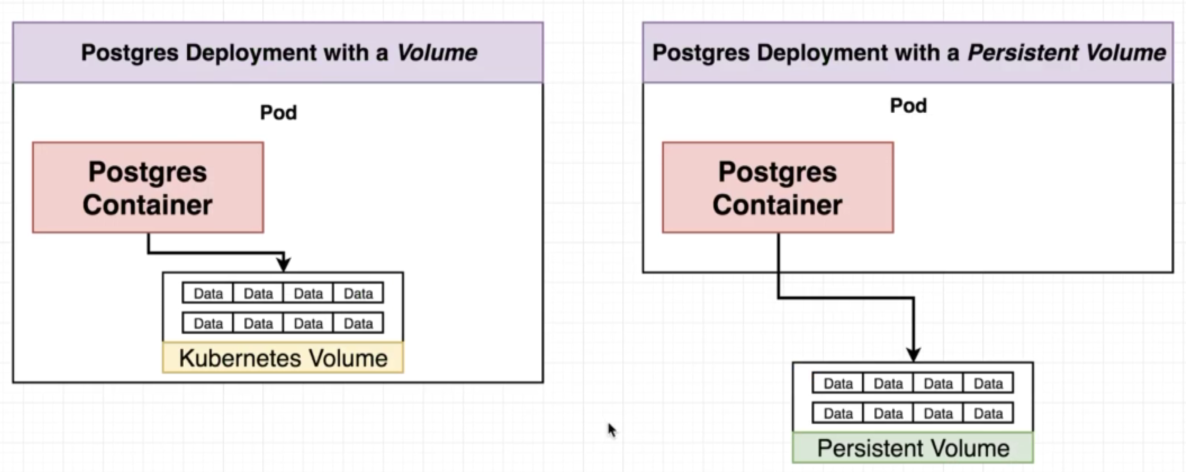 Postgres Deployment with a Volume
Pod
Postgres
Container
Data Data Data Data
Data Data Data Data
Kubernetes Volume
Postgres Deployment with a Persistent Volume
Pod
Postgres
Container
Data Data Data Data
Data Data Data Data
Persistent Volume